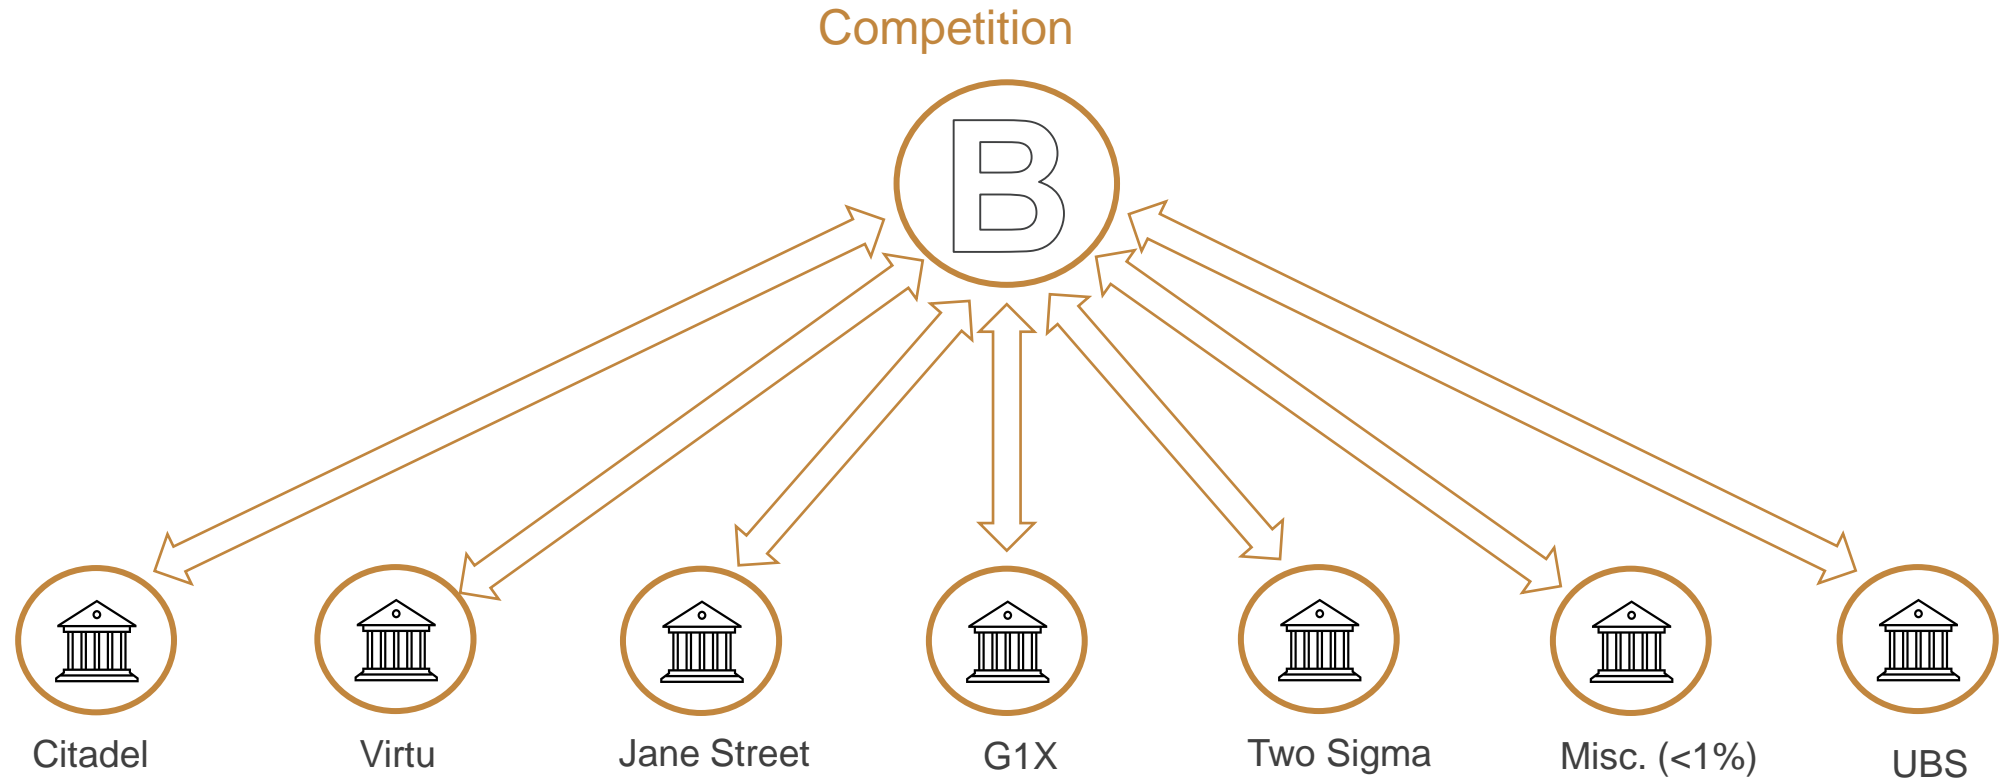 Competition
B
Citadel
Virtu
Jane Street
G1X
Two Sigma
Misc. (<1%)
UBS